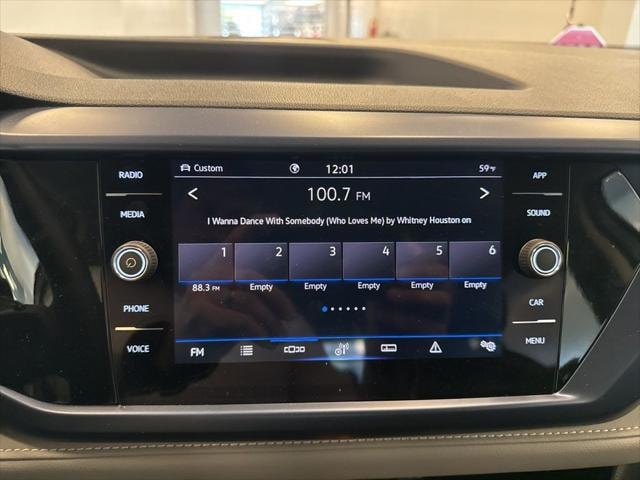 RADIO
MEDIA
PHONE
VOICE
Custom 12:01 59°F
100.7 FM
I Wanna Dance With Somebody (Who Loves Me) by Whitney Houston on
1 2 3 4 5 6
88.3 FM Empty Empty Empty Empty Empty
FM
APP
SOUND
CAR
MENU